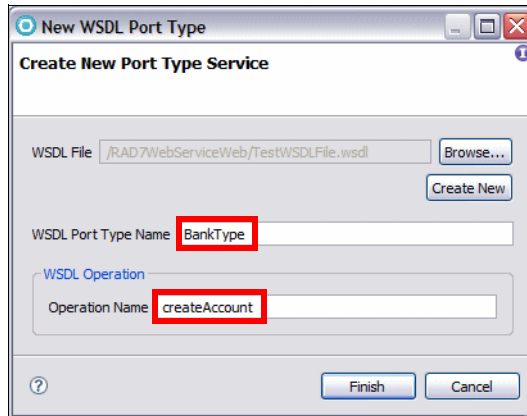 New WSDL Port Type
Create New Port Type Service
WSDL File /RAD7WebServiceWeb/TestWSDLFile.wsdl Browse...
Create New
WSDL Port Type Name BankType
WSDL Operation
Operation Name createAccount
? Finish Cancel